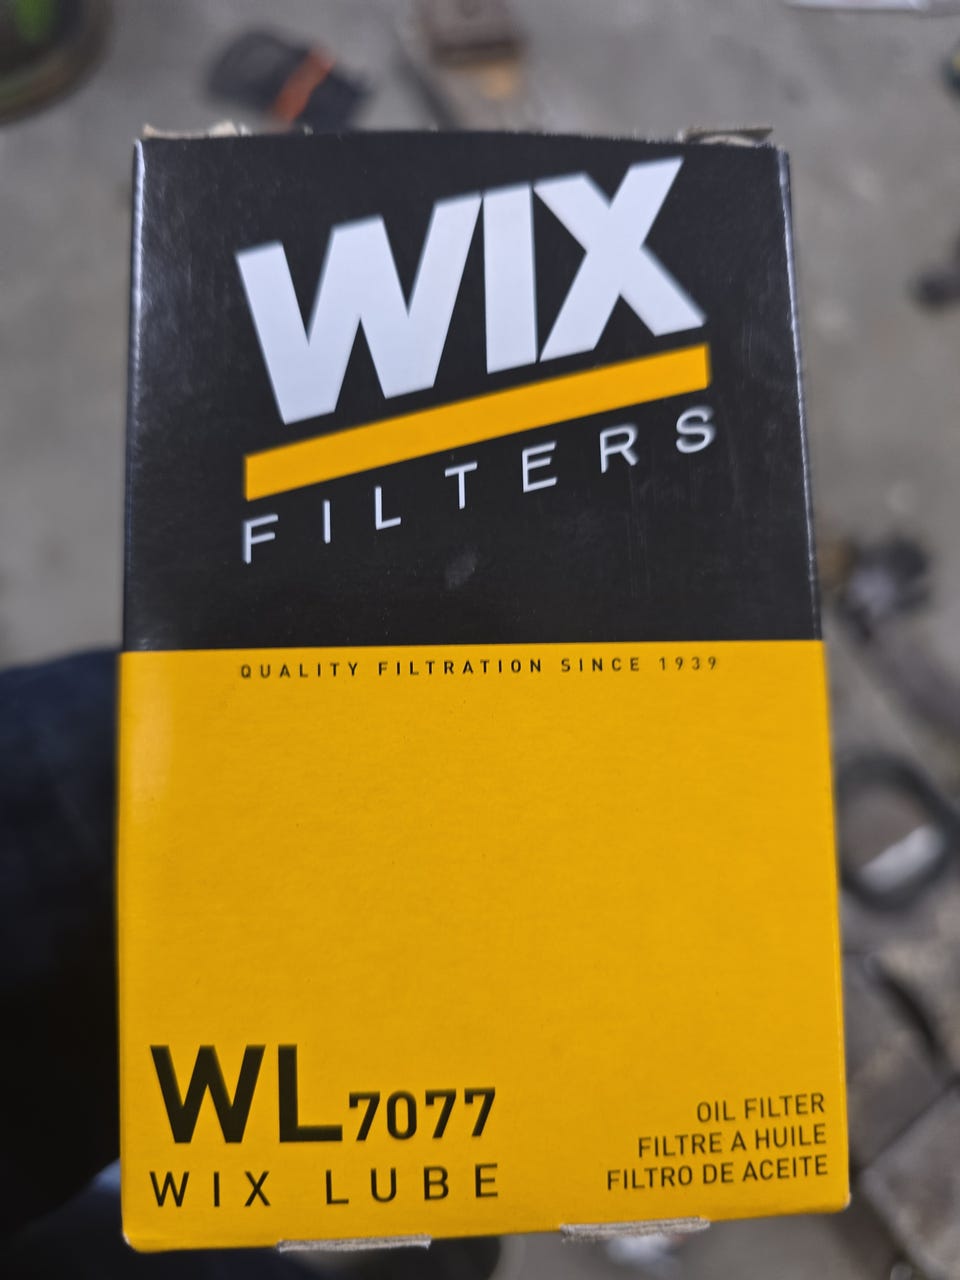 WIX
FILTERS
QUALITY FILTRATION SINCE 1939
WL7077
WIX LUBE
OIL FILTER
FILTRE A HUILE
FILTRO DE ACEITE